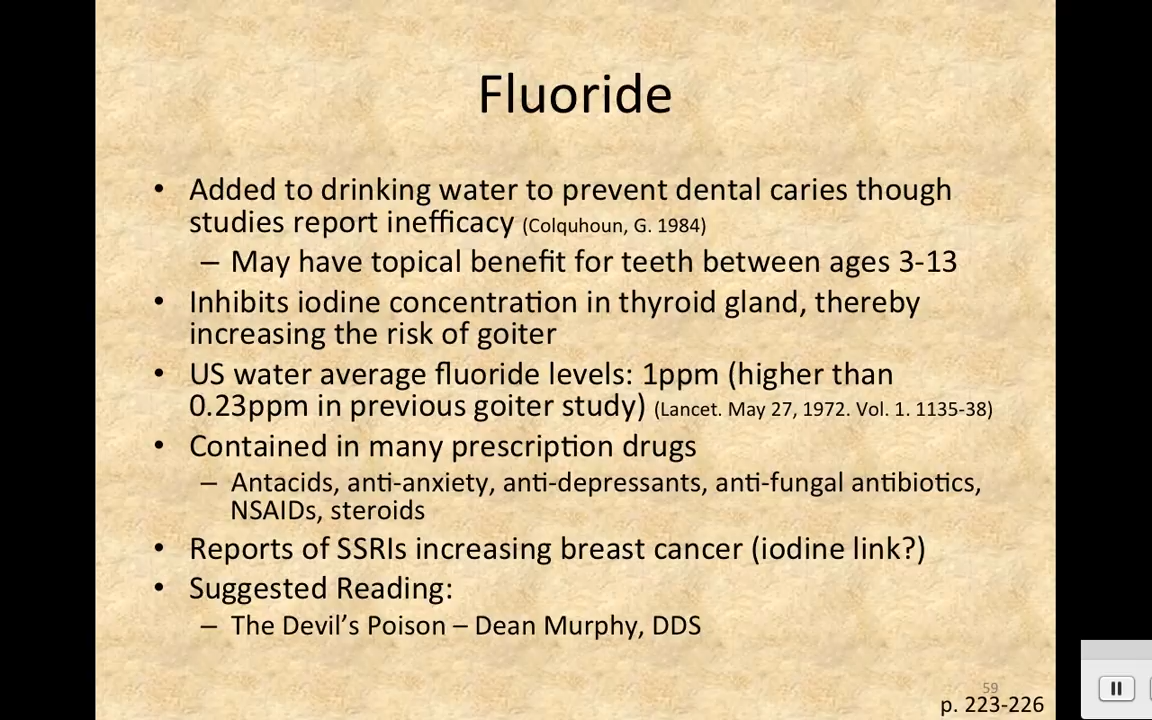 Fluoride
• Added to drinking water to prevent dental caries though
studies report inefficacy (Colquhoun, G. 1984)
– May have topical benefit for teeth between ages 3-13
• Inhibits iodine concentration in thyroid gland, thereby
increasing the risk of goiter
• US water average fluoride levels: 1ppm (higher than
0.23ppm in previous goiter study) (Lancet. May 27, 1972. Vol. 1. 1135-38)
• Contained in many prescription drugs
– Antacids, anti-anxiety, anti-depressants, anti-fungal antibiotics,
NSAIDs, steroids
• Reports of SSRIs increasing breast cancer (iodine link?)
• Suggested Reading:
– The Devil's Poison – Dean Murphy, DDS
59
p. 223-226